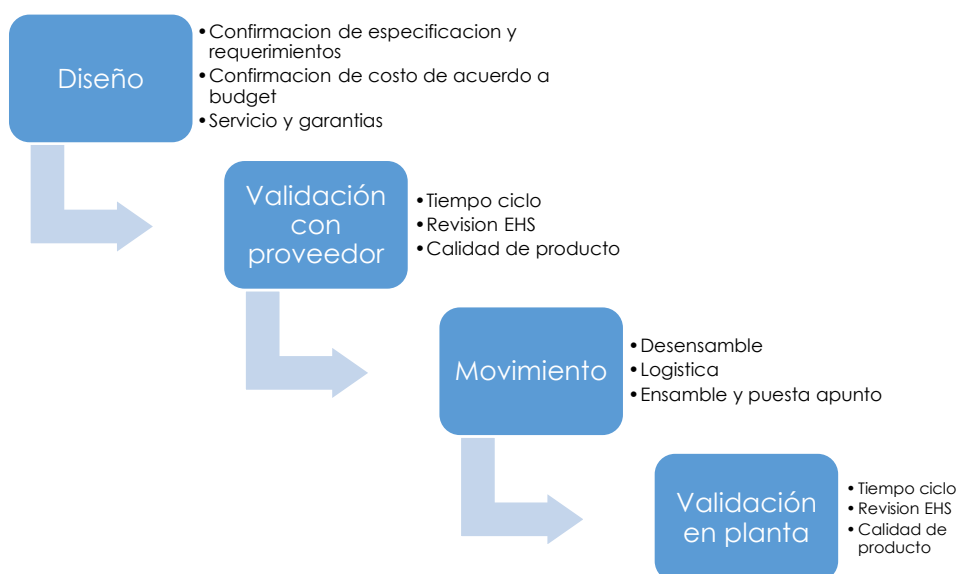 Diseño
•Confirmacion de especificacion y
requerimientos
•Confirmacion de costo de acuerdo a
budget
•Servicio y garantias
Validación
con
proveedor
•Tiempo ciclo
•Revision EHS
•Calidad de producto
Movimiento
•Desensamble
•Logistica
•Ensamble y puesta apunto
Validación
en planta
•Tiempo ciclo
•Revision EHS
•Calidad de
producto